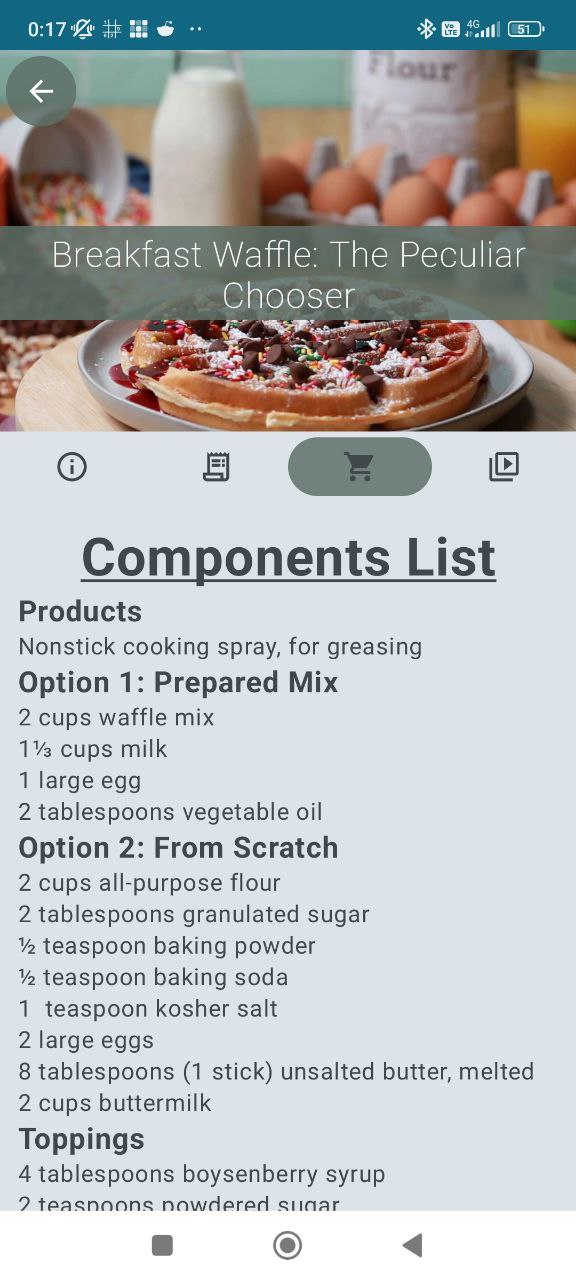 0:17
Vo
LTE
4G
51
Flour
Breakfast Waffle: The Peculiar
Chooser
Components List
Products
Nonstick cooking spray, for greasing
Option 1: Prepared Mix
2 cups waffle mix
1⅓ cups milk
1 large egg
2 tablespoons vegetable oil
Option 2: From Scratch
2 cups all-purpose flour
2 tablespoons granulated sugar
½ teaspoon baking powder
½ teaspoon baking soda
1  teaspoon kosher salt
2 large eggs
8 tablespoons (1 stick) unsalted butter, melted
2 cups buttermilk
Toppings
4 tablespoons boysenberry syrup
2 teaspoons powdered sugar